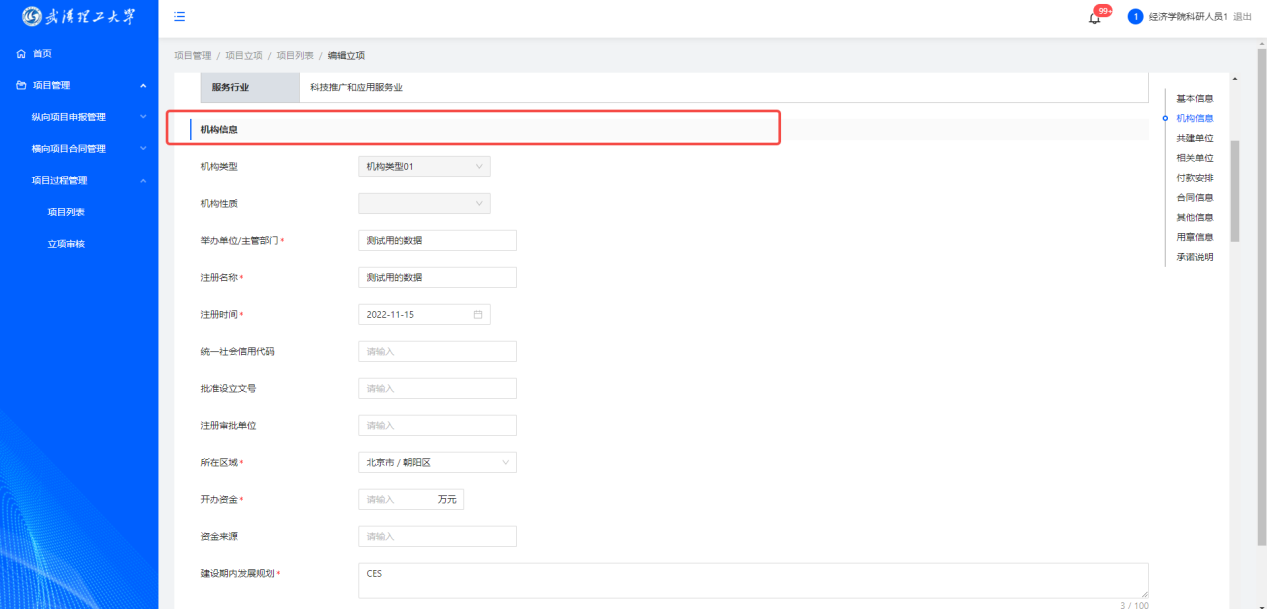 武汉理工大学
99+
1 经济学院科研人员1 退出
首页
项目管理
纵向项目申报管理
横向项目合同管理
项目过程管理
项目列表
立项审核
项目管理 / 项目立项 / 项目列表 / 编辑立项
服务行业 科技推广和应用服务业
机构信息
机构类型 机构类型01
机构性质
举办单位/主管部门* 测试用的数据
注册名称* 测试用的数据
注册时间* 2022-11-15
统一社会信用代码 请输入
批准设立文号 请输入
注册审批单位 请输入
所在区域* 北京市 / 朝阳区
开办资金* 请输入 万元
资金来源 请输入
建设期内发展规划* CES
3 / 100
基本信息
机构信息
共建单位
相关单位
付款安排
合同信息
其他信息
用章信息
承诺说明